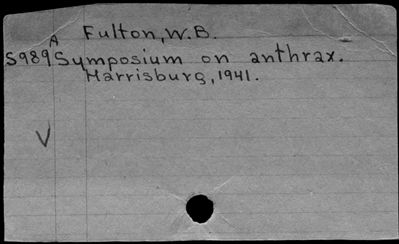 A Fulton, W.B.
S989 Symposium on anthrax.
Harrisburg, 1941.
V